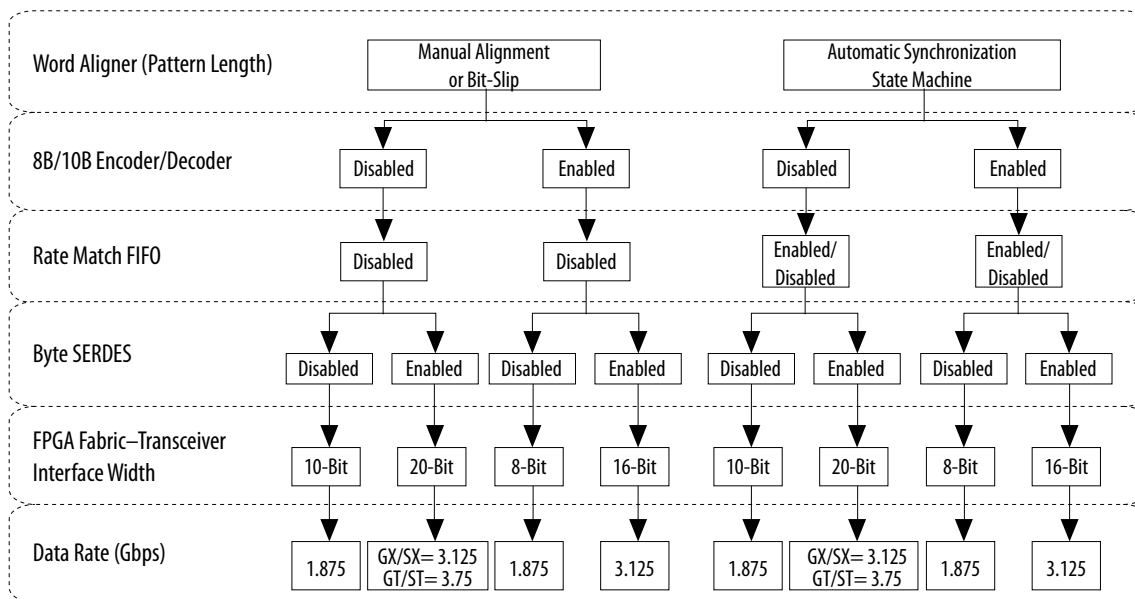 Word Aligner (Pattern Length)
Manual Alignment
or Bit-Slip
Automatic Synchronization
State Machine
8B/10B Encoder/Decoder
Disabled
Enabled
Disabled
Enabled
Rate Match FIFO
Disabled
Disabled
Enabled/
Disabled
Enabled/
Disabled
Byte SERDES
Disabled
Enabled
Disabled
Enabled
Disabled
Enabled
Disabled
Enabled
FPGA Fabric–Transceiver
Interface Width
10-Bit
20-Bit
8-Bit
16-Bit
10-Bit
20-Bit
8-Bit
16-Bit
Data Rate (Gbps)
1.875
GX/SX= 3.125
GT/ST= 3.75
1.875
3.125
1.875
GX/SX= 3.125
GT/ST= 3.75
1.875
3.125